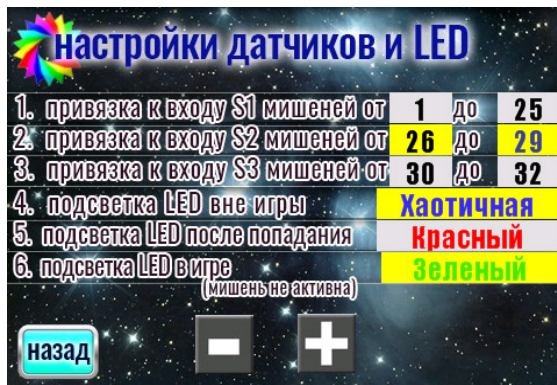 настройки датчиков и LED
1. привязка к входу S1 мишеней от 1 до 25
2. привязка к входу S2 мишеней от 26 до 29
3. привязка к входу S3 мишеней от 30 до 32
4. подсветка LED вне игры Хаотичная
5. подсветка LED после попадания Красный
6. подсветка LED в игре Зеленый
(мишень не активна)
назад - +